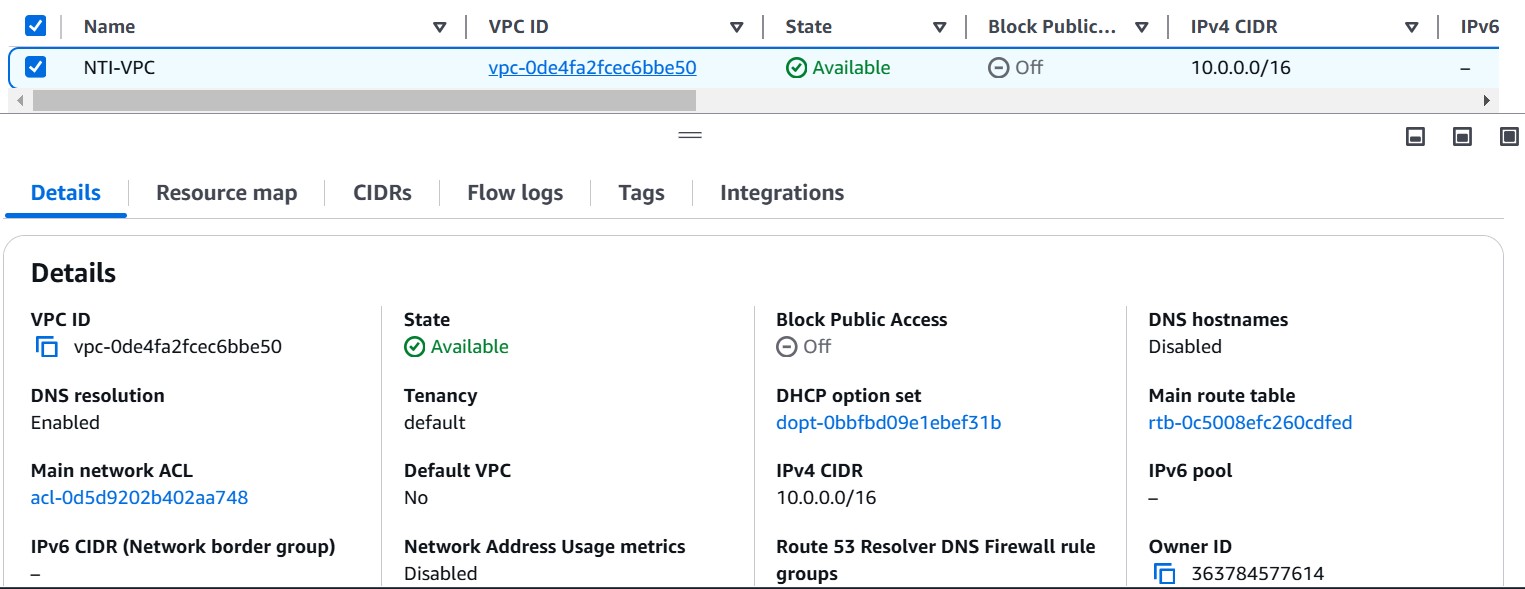 Name VPC ID State Block Public... IPv4 CIDR IPv6
NTI-VPC vpc-0de4fa2fcec6bbe50 Available Off 10.0.0.0/16 –
Details Resource map CIDRs Flow logs Tags Integrations
Details
VPC ID State Block Public Access DNS hostnames
vpc-0de4fa2fcec6bbe50 Available Off Disabled
DNS resolution Tenancy DHCP option set Main route table
Enabled default dopt-0bbfbd09e1ebef31b rtb-0c5008efc260cdfed
Main network ACL Default VPC IPv4 CIDR IPv6 pool
acl-0d5d9202b402aa748 No 10.0.0.0/16 –
IPv6 CIDR (Network border group) Network Address Usage metrics Route 53 Resolver DNS Firewall rule groups Owner ID
– Disabled 363784577614